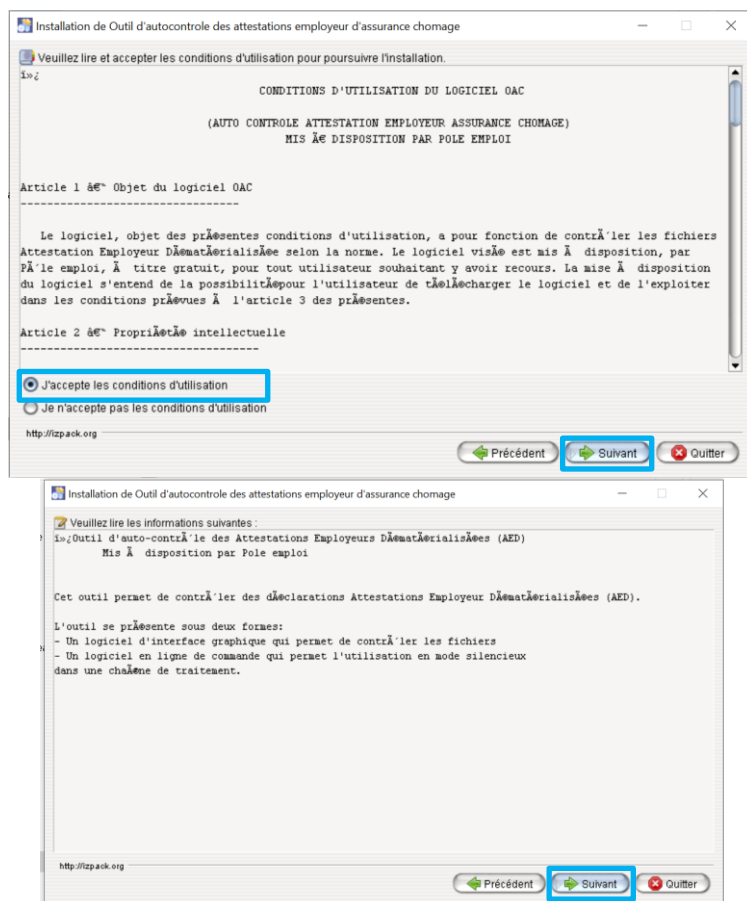 Installation de Outil d'autocontrole des attestations employeur d'assurance chomage
Veuillez lire et accepter les conditions d'utilisation pour poursuivre l'installation.
ï»¿
CONDITIONS D'UTILISATION DU LOGICIEL OAC
(AUTO CONTROLE ATTESTATION EMPLOYEUR ASSURANCE CHOMAGE)
MIS Ã€ DISPOSITION PAR POLE EMPLOI
Article 1 â€“ Objet du logiciel OAC
---------------------------------
Le logiciel, objet des prÃ©sentes conditions d'utilisation, a pour fonction de contrÃ´ler les fichiers
Attestation Employeur DÃ©matÃ©rialisÃ©e selon la norme. Le logiciel visÃ© est mis Ã  disposition, par
PÃ´le emploi, Ã  titre gratuit, pour tout utilisateur souhaitant y avoir recours. La mise Ã  disposition
du logiciel s'entend de la possibilitÃ©pour l'utilisateur de tÃ©lÃ©charger le logiciel et de l'exploiter
dans les conditions prÃ©vues Ã  l'article 3 des prÃ©sentes.
Article 2 â€“ PropriÃ©tÃ© intellectuelle
------------------------------------
J'accepte les conditions d'utilisation
Je n'accepte pas les conditions d'utilisation
http://izpack.org
Précédent Suivant Quitter
Installation de Outil d'autocontrole des attestations employeur d'assurance chomage
Veuillez lire les informations suivantes :
ï»¿Outil d'auto-contrÃ´le des Attestations Employeurs DÃ©matÃ©rialisÃ©es (AED)
Mis Ã  disposition par Pole emploi
Cet outil permet de contrÃ´ler des dÃ©clarations Attestations Employeur DÃ©matÃ©rialisÃ©es (AED).
L'outil se prÃ©sente sous deux formes:
- Un logiciel d'interface graphique qui permet de contrÃ´ler les fichiers
- Un logiciel en ligne de commande qui permet l'utilisation en mode silencieux
dans une chaÃ®ne de traitement.
http://izpack.org
Précédent Suivant Quitter